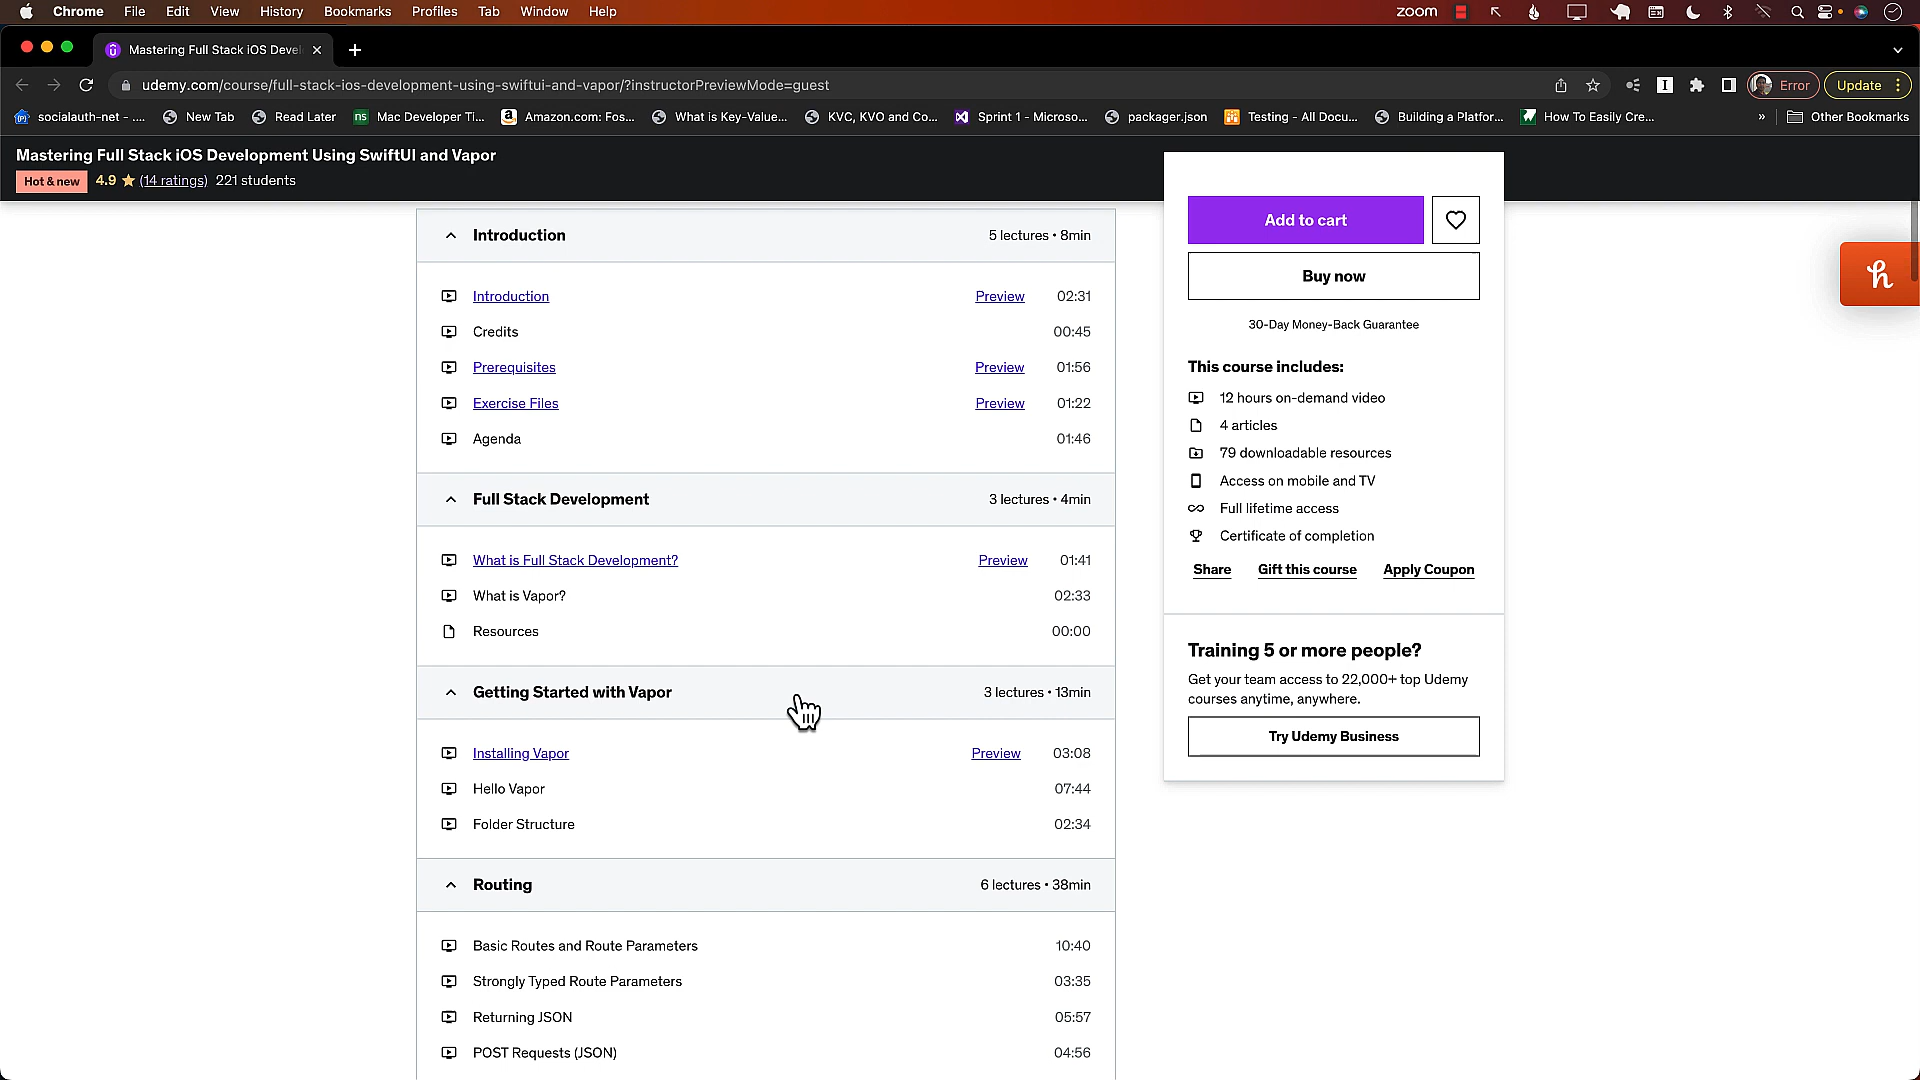 Chrome File Edit View History Bookmarks Profiles Tab Window Help zoom
Mastering Full Stack iOS Devel
udemy.com/course/full-stack-ios-development-using-swiftui-and-vapor/?instructorPreviewMode=guest Error Update
socialauth-net - .... New Tab Read Later ns Mac Developer Ti... Amazon.com: Fos... What is Key-Value... KVC, KVO and Co... Sprint 1 - Microso... packager.json Testing - All Docu... Building a Platfor... How To Easily Cre... » Other Bookmarks
Mastering Full Stack iOS Development Using SwiftUI and Vapor
Hot & new 4.9 (14 ratings) 221 students
Introduction 5 lectures • 8min
Introduction Preview 02:31
Credits 00:45
Prerequisites Preview 01:56
Exercise Files Preview 01:22
Agenda 01:46
Full Stack Development 3 lectures • 4min
What is Full Stack Development? Preview 01:41
What is Vapor? 02:33
Resources 00:00
Getting Started with Vapor 3 lectures • 13min
Installing Vapor Preview 03:08
Hello Vapor 07:44
Folder Structure 02:34
Routing 6 lectures • 38min
Basic Routes and Route Parameters 10:40
Strongly Typed Route Parameters 03:35
Returning JSON 05:57
POST Requests (JSON) 04:56
Add to cart
Buy now
30-Day Money-Back Guarantee
This course includes:
12 hours on-demand video
4 articles
79 downloadable resources
Access on mobile and TV
Full lifetime access
Certificate of completion
Share Gift this course Apply Coupon
Training 5 or more people?
Get your team access to 22,000+ top Udemy
courses anytime, anywhere.
Try Udemy Business
h